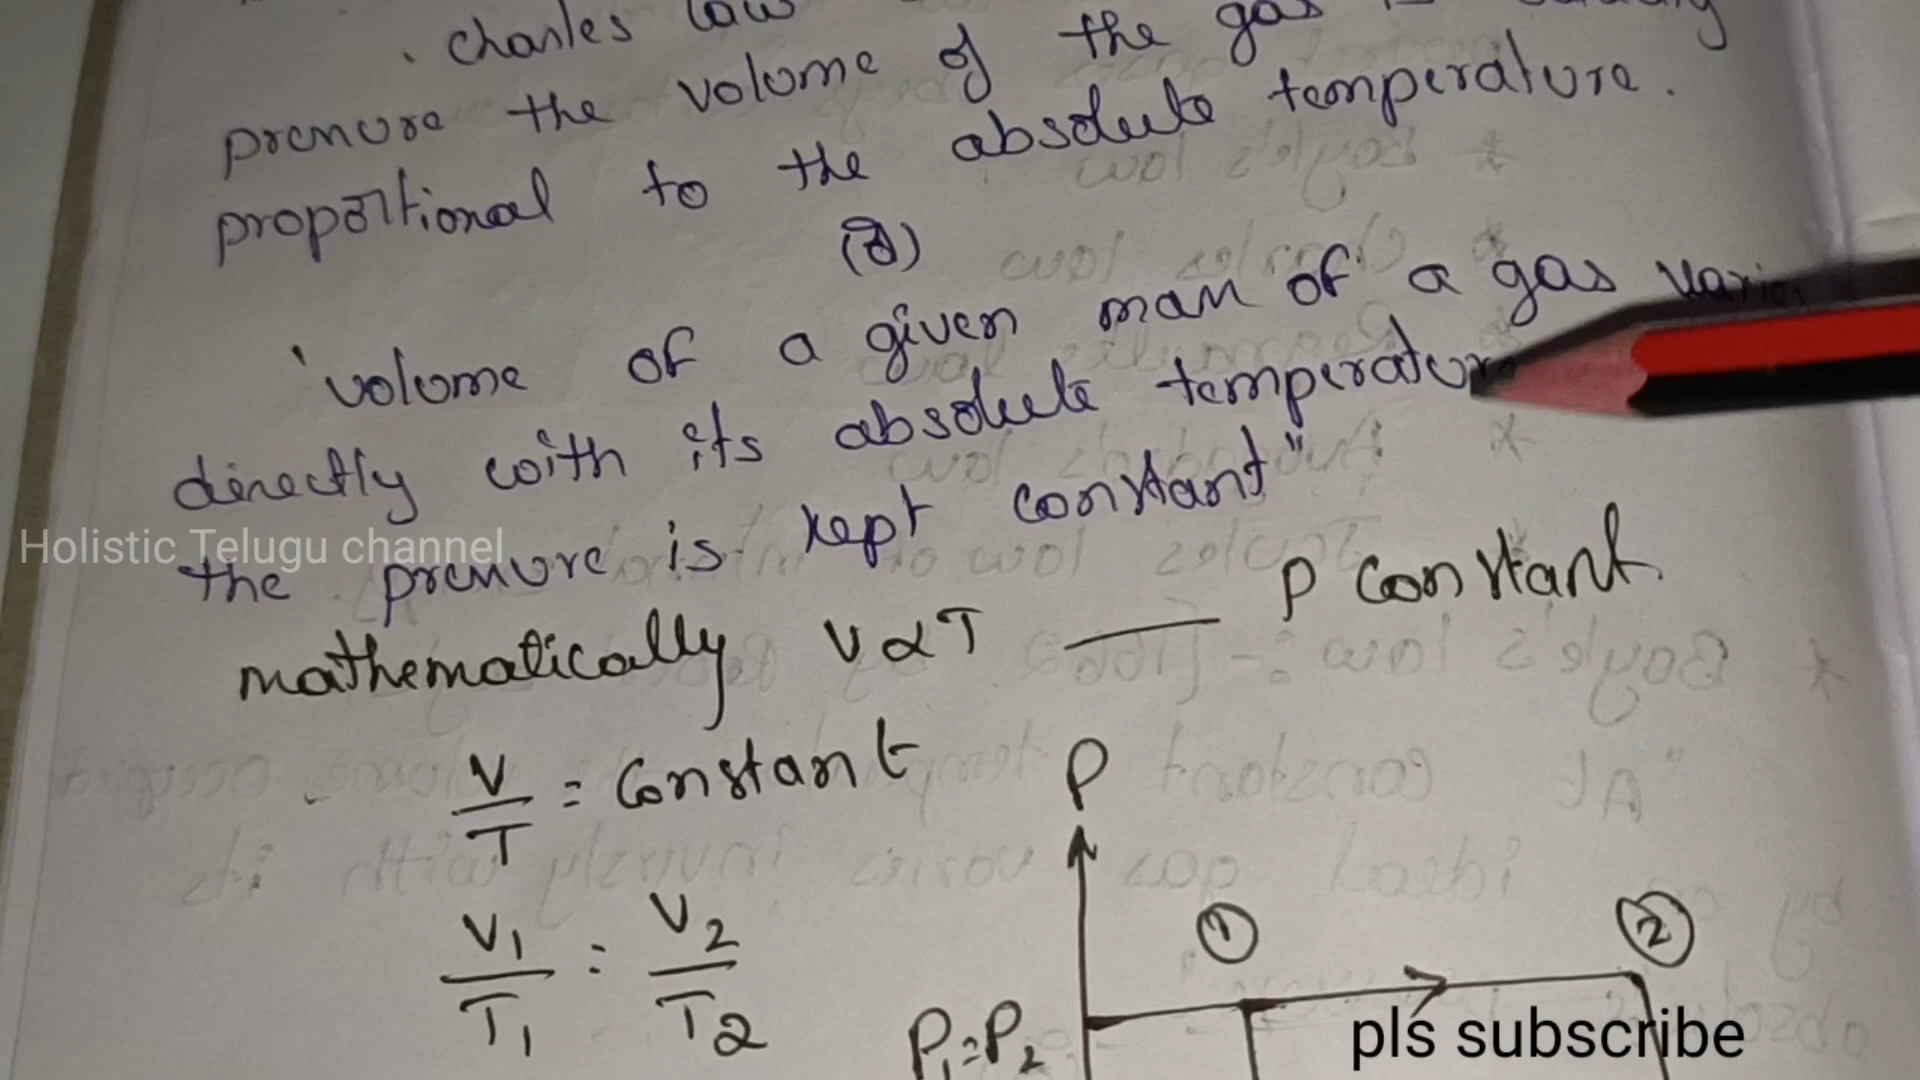 . charles law
pressure the volume of the gas is
proportional to the absolute temperature.
(or)
'volume of a given mass of a gas
directly with its absolute temperature
the pressure is kept constant"
mathematically V α T — P constant
V/T = constant
P
V1/T1 = V2/T2
1 2
P1=P2
Holistic Telugu channel
pls subscribe